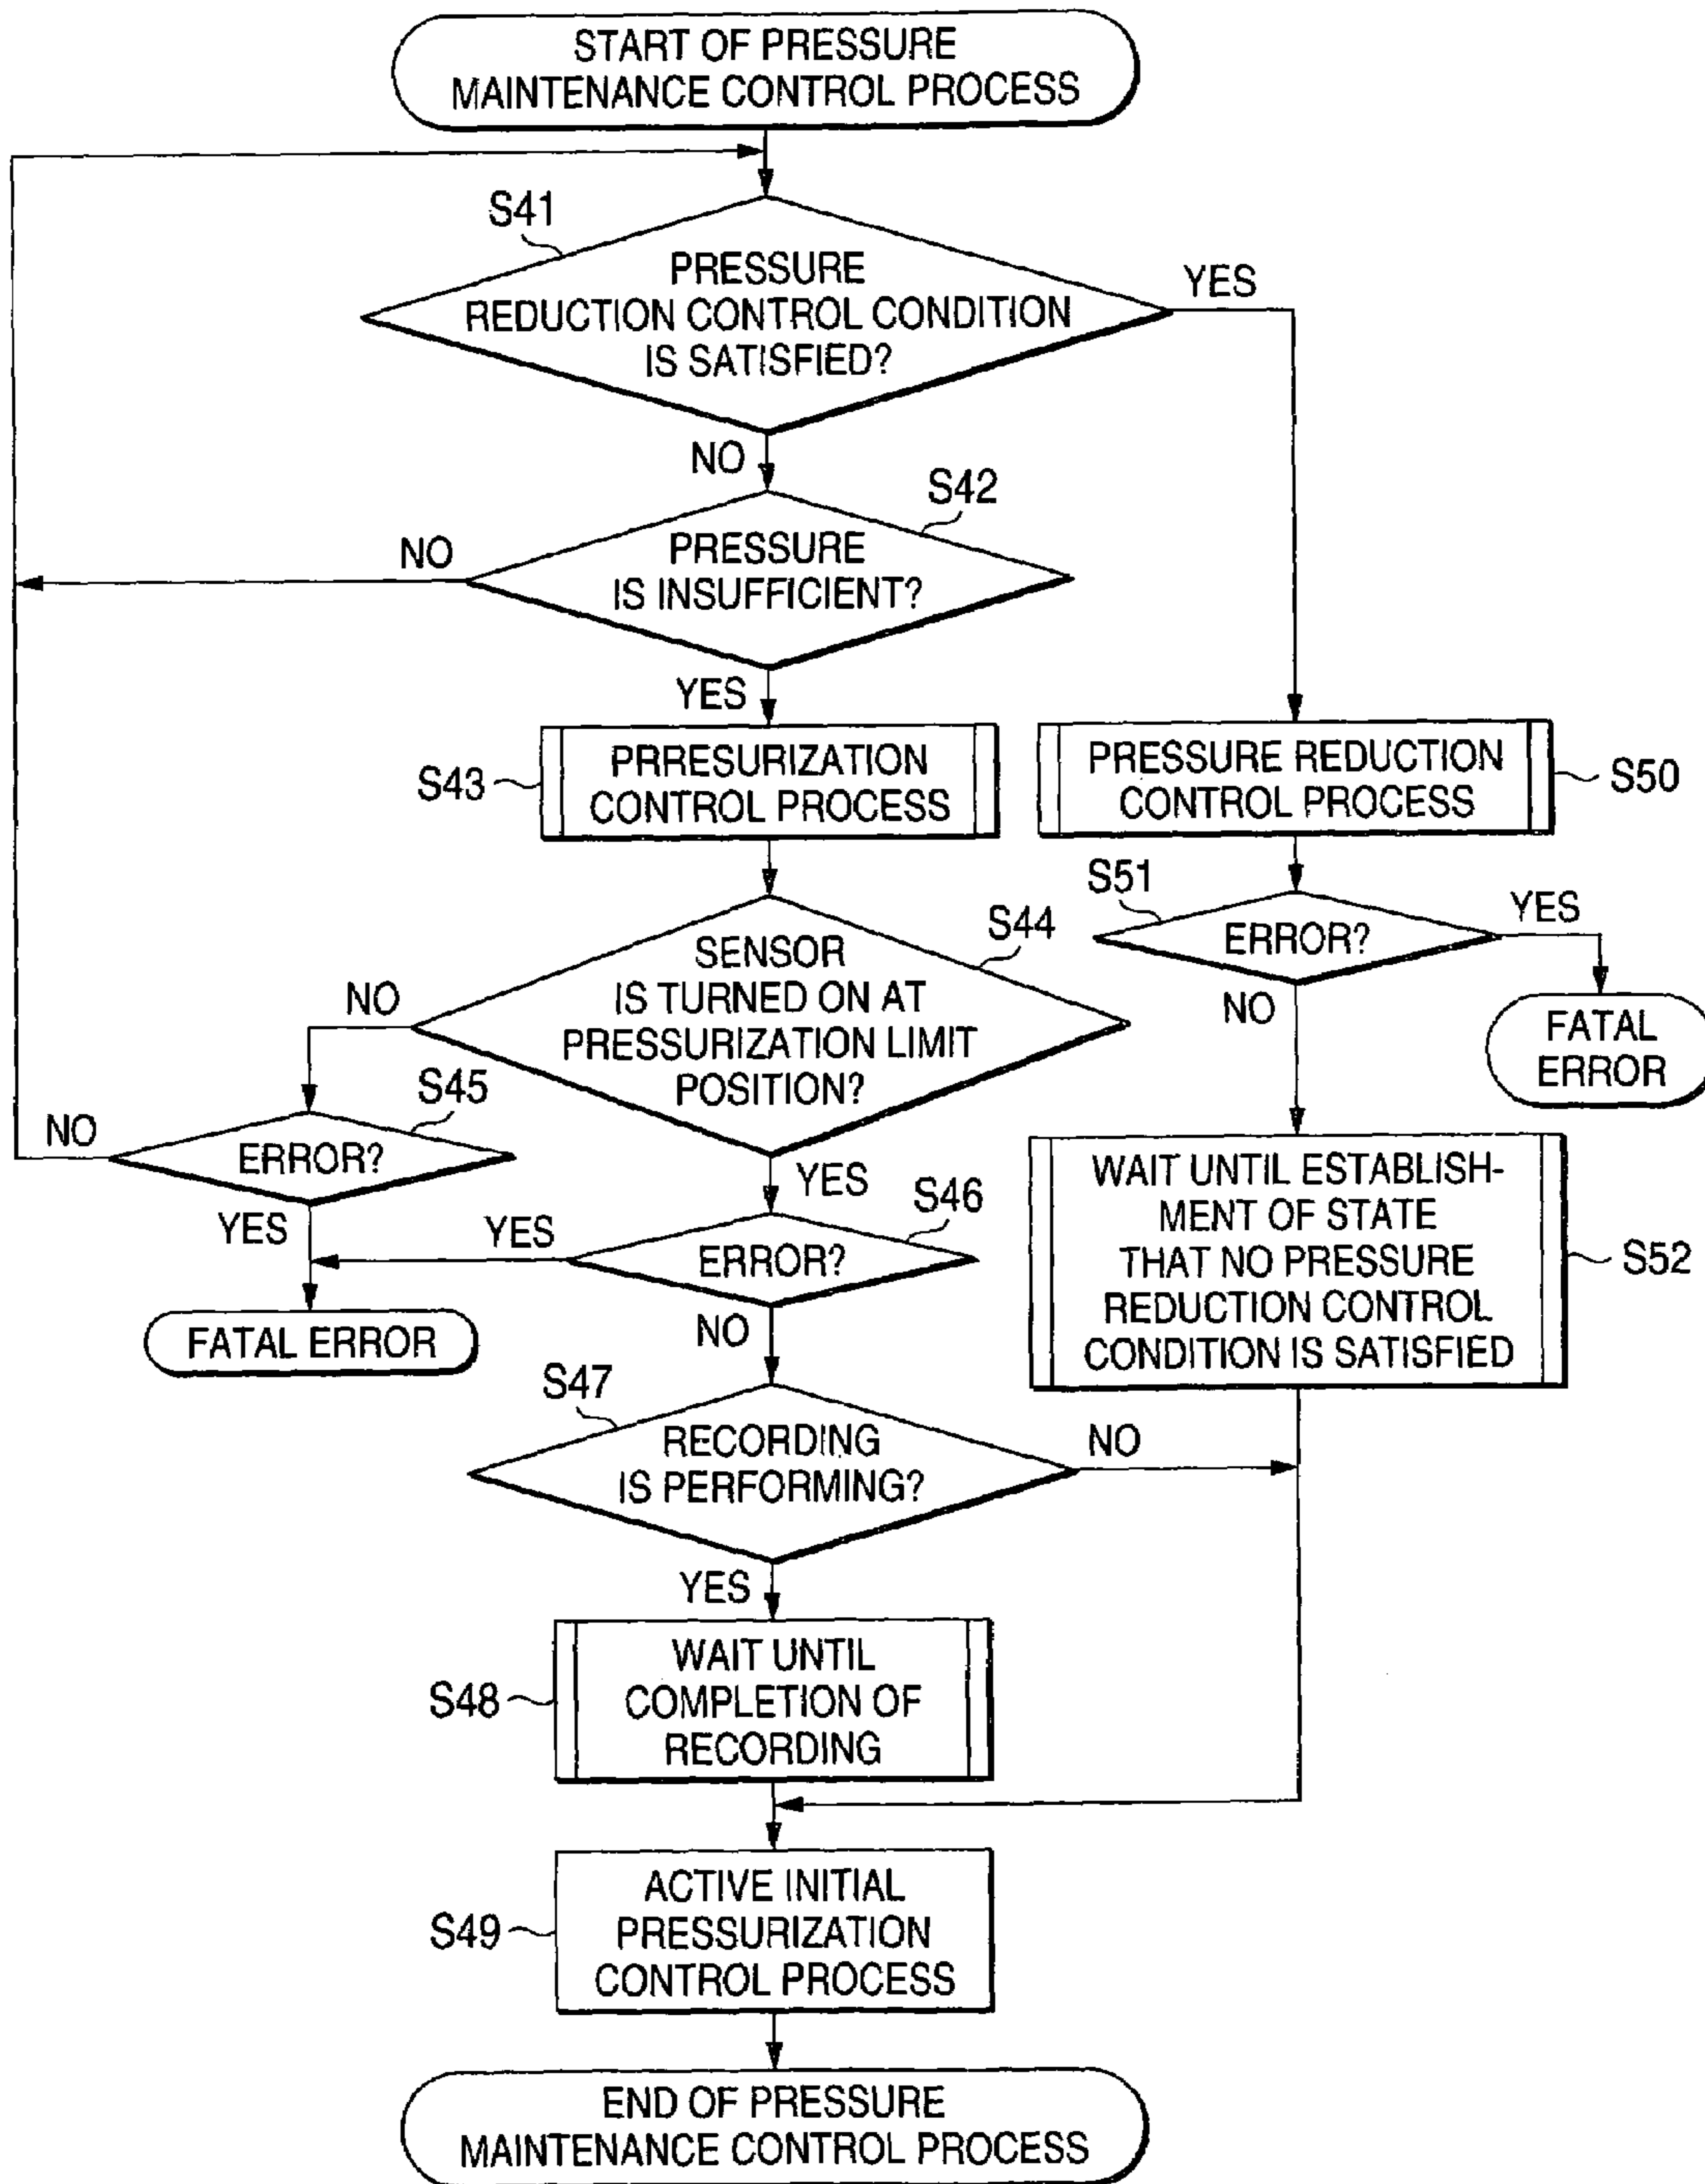 START OF PRESSURE
MAINTENANCE CONTROL PROCESS
S41
PRESSURE
REDUCTION CONTROL CONDITION
IS SATISFIED?
YES
NO
S42
PRESSURE
IS INSUFFICIENT?
NO
YES
S43
PRRESURIZATION
CONTROL PROCESS
PRESSURE REDUCTION
CONTROL PROCESS
S50
S51
ERROR?
YES
NO
FATAL
ERROR
S44
SENSOR
IS TURNED ON AT
PRESSURIZATION LIMIT
POSITION?
NO
YES
S45
ERROR?
NO
YES
S46
ERROR?
YES
NO
FATAL ERROR
WAIT UNTIL ESTABLISH-
MENT OF STATE
THAT NO PRESSURE
REDUCTION CONTROL
CONDITION IS SATISFIED
S52
S47
RECORDING
IS PERFORMING?
NO
YES
S48
WAIT UNTIL
COMPLETION OF
RECORDING
S49
ACTIVE INITIAL
PRESSURIZATION
CONTROL PROCESS
END OF PRESSURE
MAINTENANCE CONTROL PROCESS